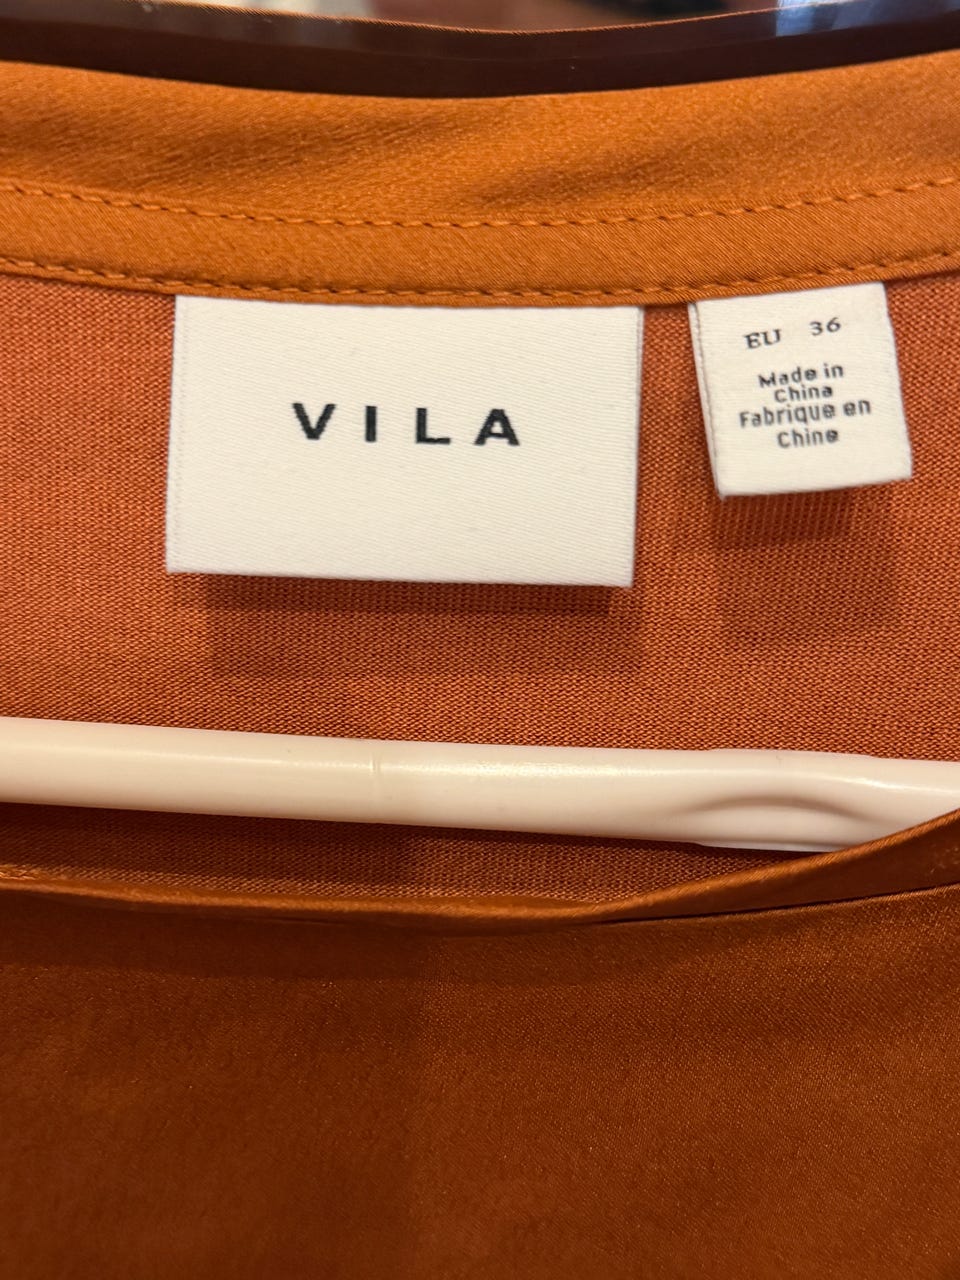 VILA
EU 36
Made in
China
Fabrique en
Chine